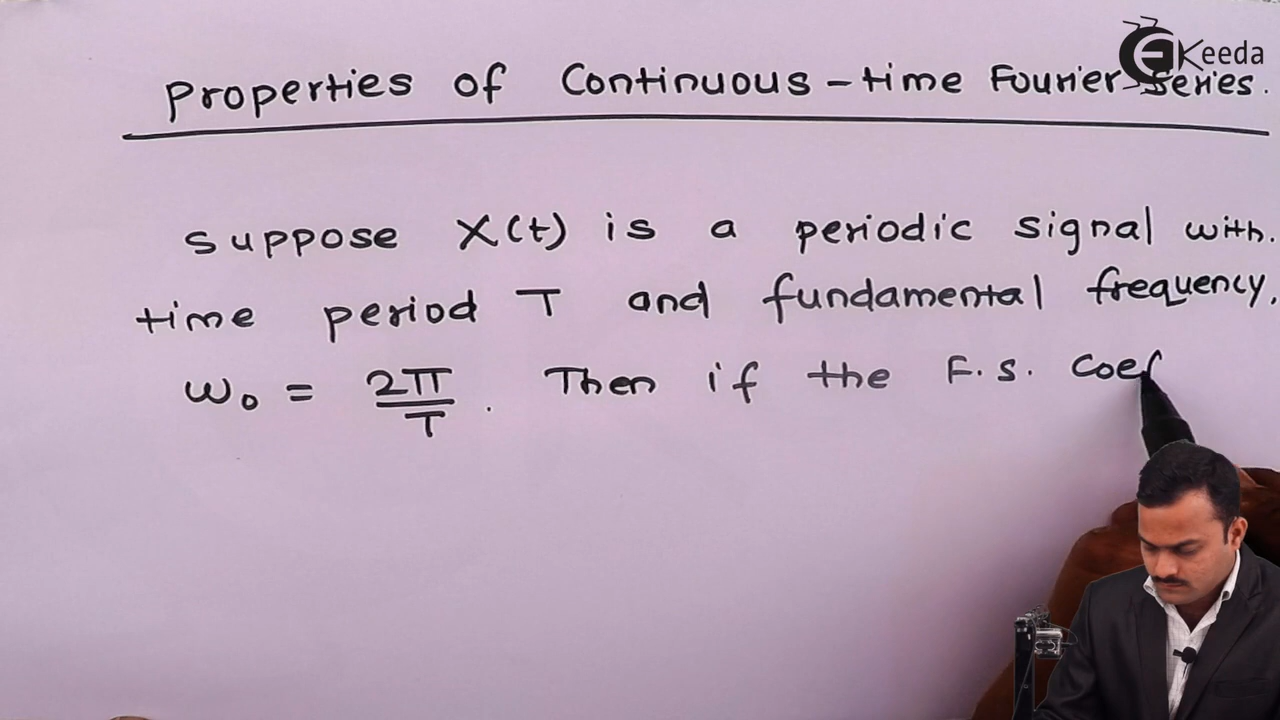 Properties of Continuous-time Fourier Series.
EKeeda
Suppose X(t) is a periodic signal with.
time period T and fundamental frequency,
ω₀ = 2π/T . Then if the F.S. Coef